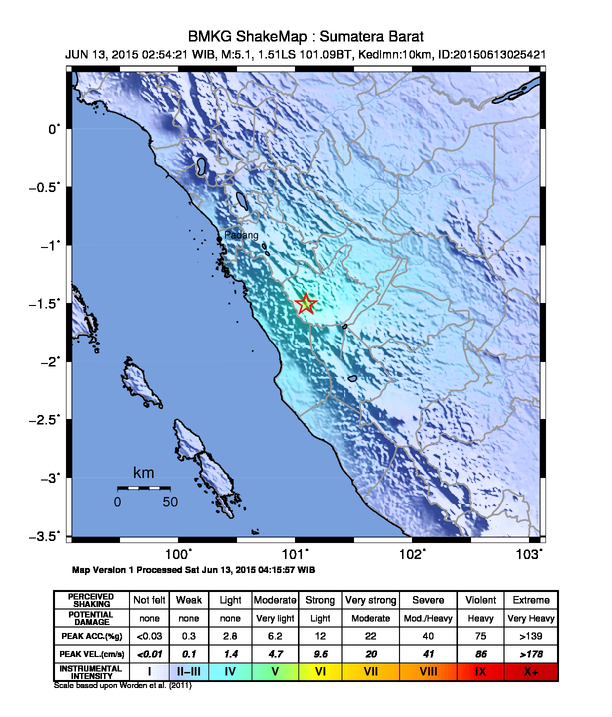 BMKG ShakeMap : Sumatera Barat
JUN 13, 2015 02:54:21 WIB, M:5.1, 1.51LS 101.09BT, Kedlmn:10km, ID:20150613025421
0°
−0.5°
Padang
−1°
−1.5°
−2°
−2.5°
−3°
km
0 50
−3.5°
100° 101° 102° 103°
Map Version 1 Processed Sat Jun 13, 2015 04:15:57 WIB
PERCEIVED SHAKING Not felt Weak Light Moderate Strong Very strong Severe Violent Extreme
POTENTIAL DAMAGE none none none Very light Light Moderate Mod./Heavy Heavy Very Heavy
PEAK ACC.(%g) <0.03 0.3 2.8 6.2 12 22 40 75 >139
PEAK VEL.(cm/s) <0.01 0.1 1.4 4.7 9.6 20 41 86 >178
INSTRUMENTAL INTENSITY I II−III IV V VI VII VIII IX X+
Scale based upon Worden et al. (2011)